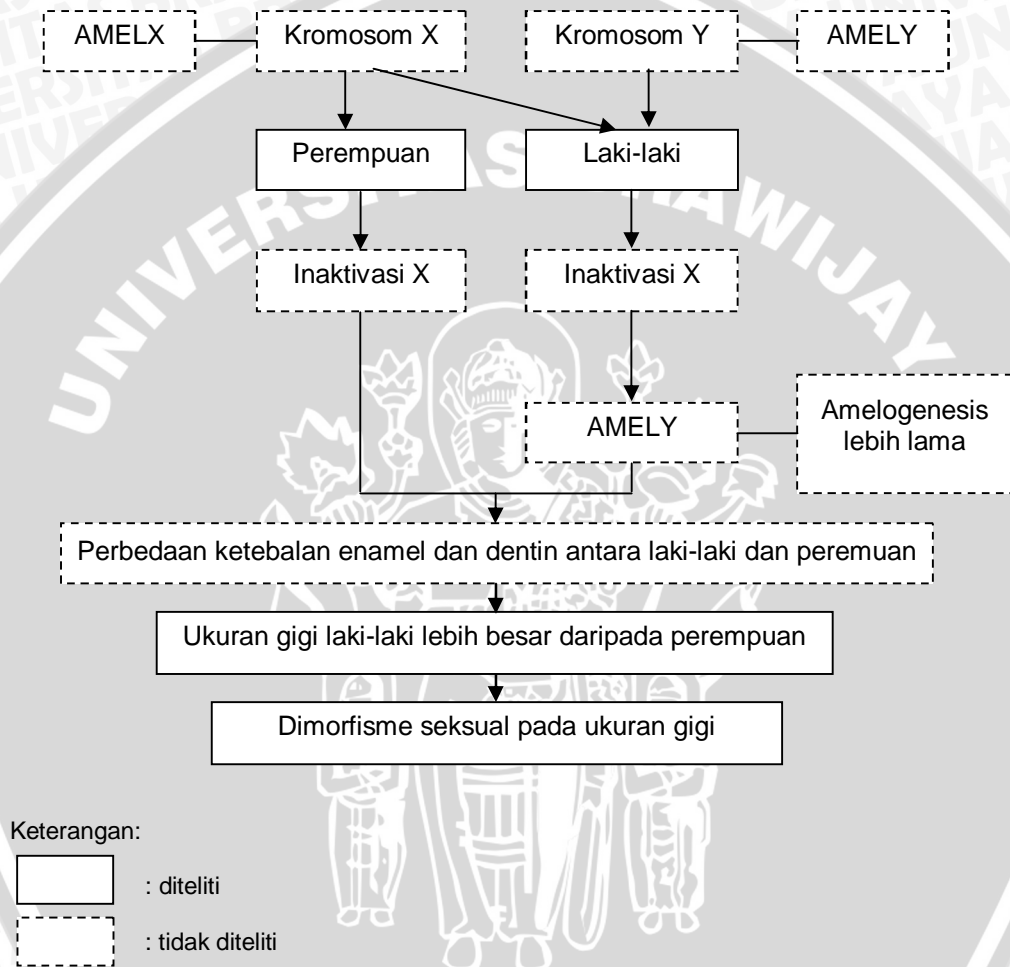 AMELX
Kromosom X
Kromosom Y
AMELY
Perempuan
Laki-laki
Inaktivasi X
Inaktivasi X
AMELY
Amelogenesis
lebih lama
Perbedaan ketebalan enamel dan dentin antara laki-laki dan peremuan
Ukuran gigi laki-laki lebih besar daripada perempuan
Dimorfisme seksual pada ukuran gigi
Keterangan:
: diteliti
: tidak diteliti
UNIVERSITAS RAWIJAY